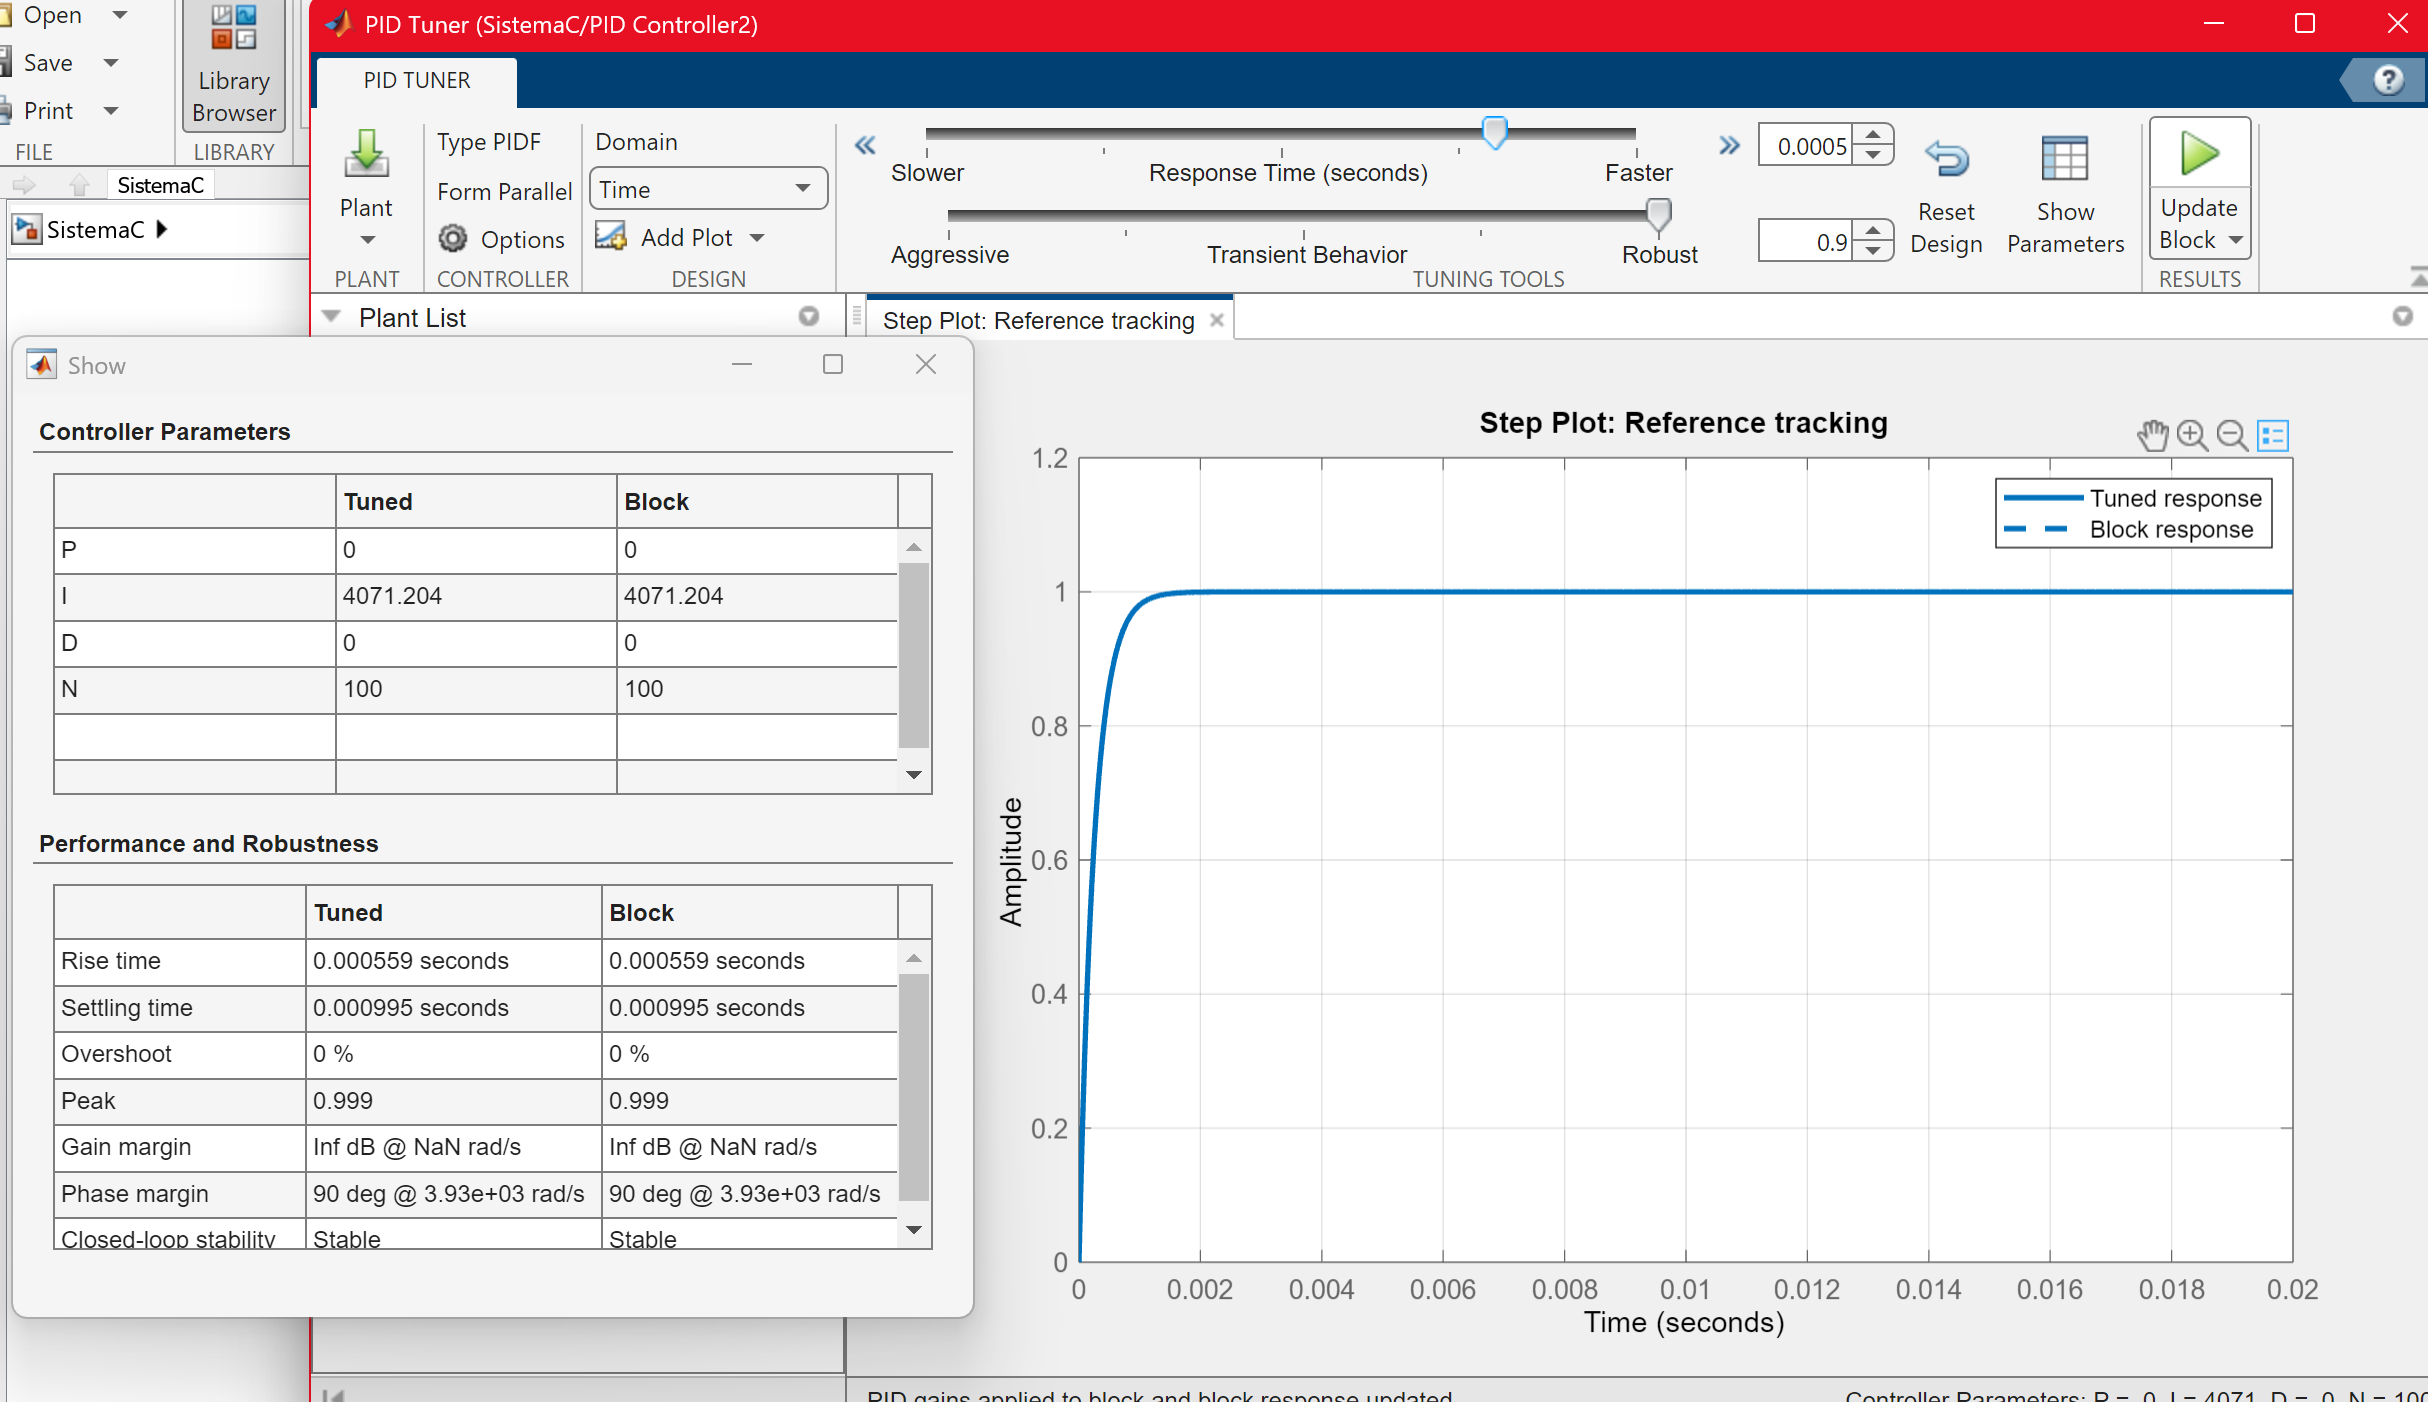 Open
Save
Print
FILE
Library
Browser
LIBRARY
SistemaC
SistemaC
PID Tuner (SistemaC/PID Controller2)
PID TUNER
Plant
PLANT
Type PIDF
Form Parallel
Options
CONTROLLER
Domain
Time
Add Plot
DESIGN
Slower
Response Time (seconds)
Faster
Aggressive
Transient Behavior
Robust
TUNING TOOLS
0.0005
0.9
Reset
Design
Show
Parameters
Update
Block
RESULTS
Plant List
Step Plot: Reference tracking
Show
Controller Parameters
Tuned Block
P 0 0
I 4071.204 4071.204
D 0 0
N 100 100
Performance and Robustness
Tuned Block
Rise time 0.000559 seconds 0.000559 seconds
Settling time 0.000995 seconds 0.000995 seconds
Overshoot 0 % 0 %
Peak 0.999 0.999
Gain margin Inf dB @ NaN rad/s Inf dB @ NaN rad/s
Phase margin 90 deg @ 3.93e+03 rad/s 90 deg @ 3.93e+03 rad/s
Closed-loop stability Stable Stable
Step Plot: Reference tracking
Tuned response
Block response
1.2
1
0.8
0.6
0.4
0.2
0
Amplitude
0 0.002 0.004 0.006 0.008 0.01 0.012 0.014 0.016 0.018 0.02
Time (seconds)
PID gains applied to block and block response updated
Controller Parameters: P = 0, I = 4071, D = 0, N = 100